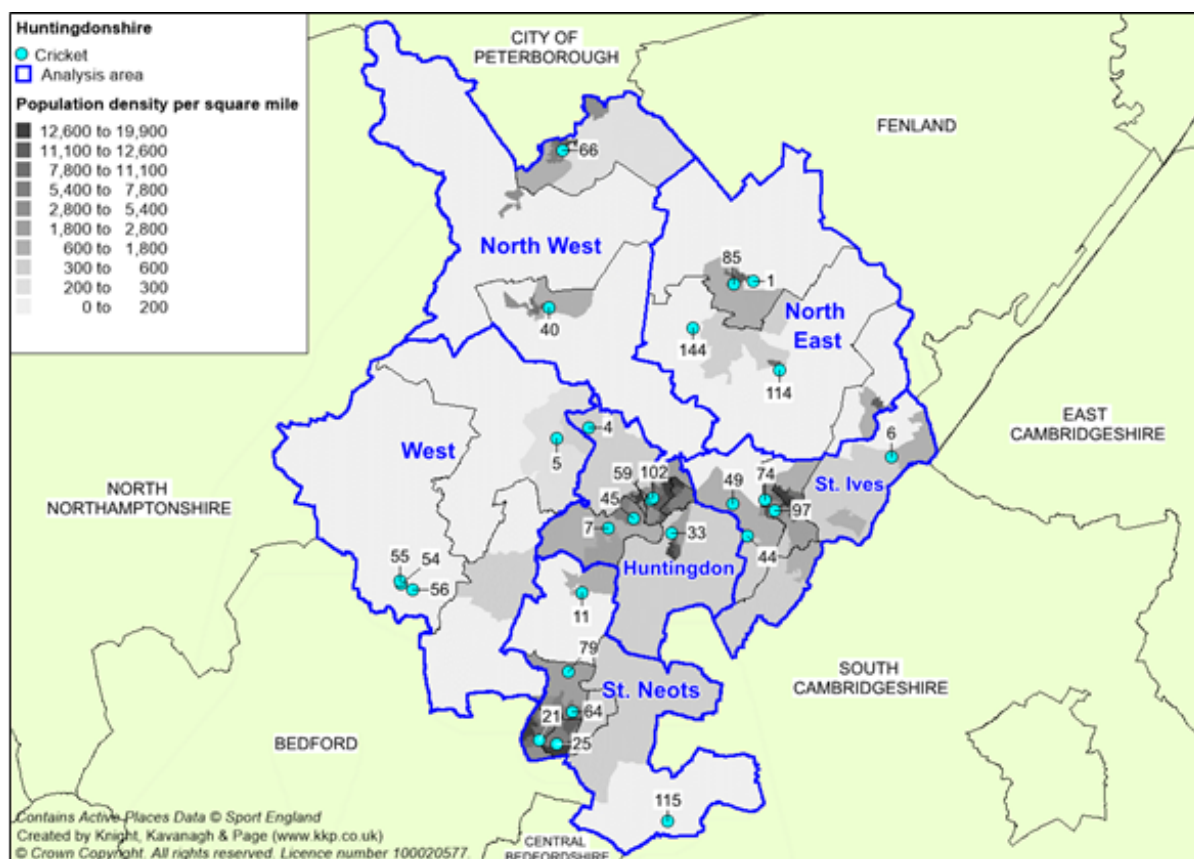 Huntingdonshire
Cricket
Analysis area
Population density per square mile
12,600 to 19,900
11,100 to 12,600
7,800 to 11,100
5,400 to 7,800
2,800 to 5,400
1,800 to 2,800
600 to 1,800
300 to 600
200 to 300
0 to 200
CITY OF
PETERBOROUGH
FENLAND
66
North West
85
1
North
East
40
144
114
EAST
CAMBRIDGESHIRE
4
6
West
5
59
102
74
49
St. Ives
NORTH
NORTHAMPTONSHIRE
45
97
7
33
44
Huntingdon
55
54
56
11
79
SOUTH
CAMBRIDGESHIRE
St. Neots
64
21
25
BEDFORD
115
CENTRAL
BEDFORDSHIRE
Contains Active Places Data © Sport England
Created by Knight, Kavanagh & Page (www.kkp.co.uk)
© Crown Copyright. All rights reserved. Licence number 100020577.